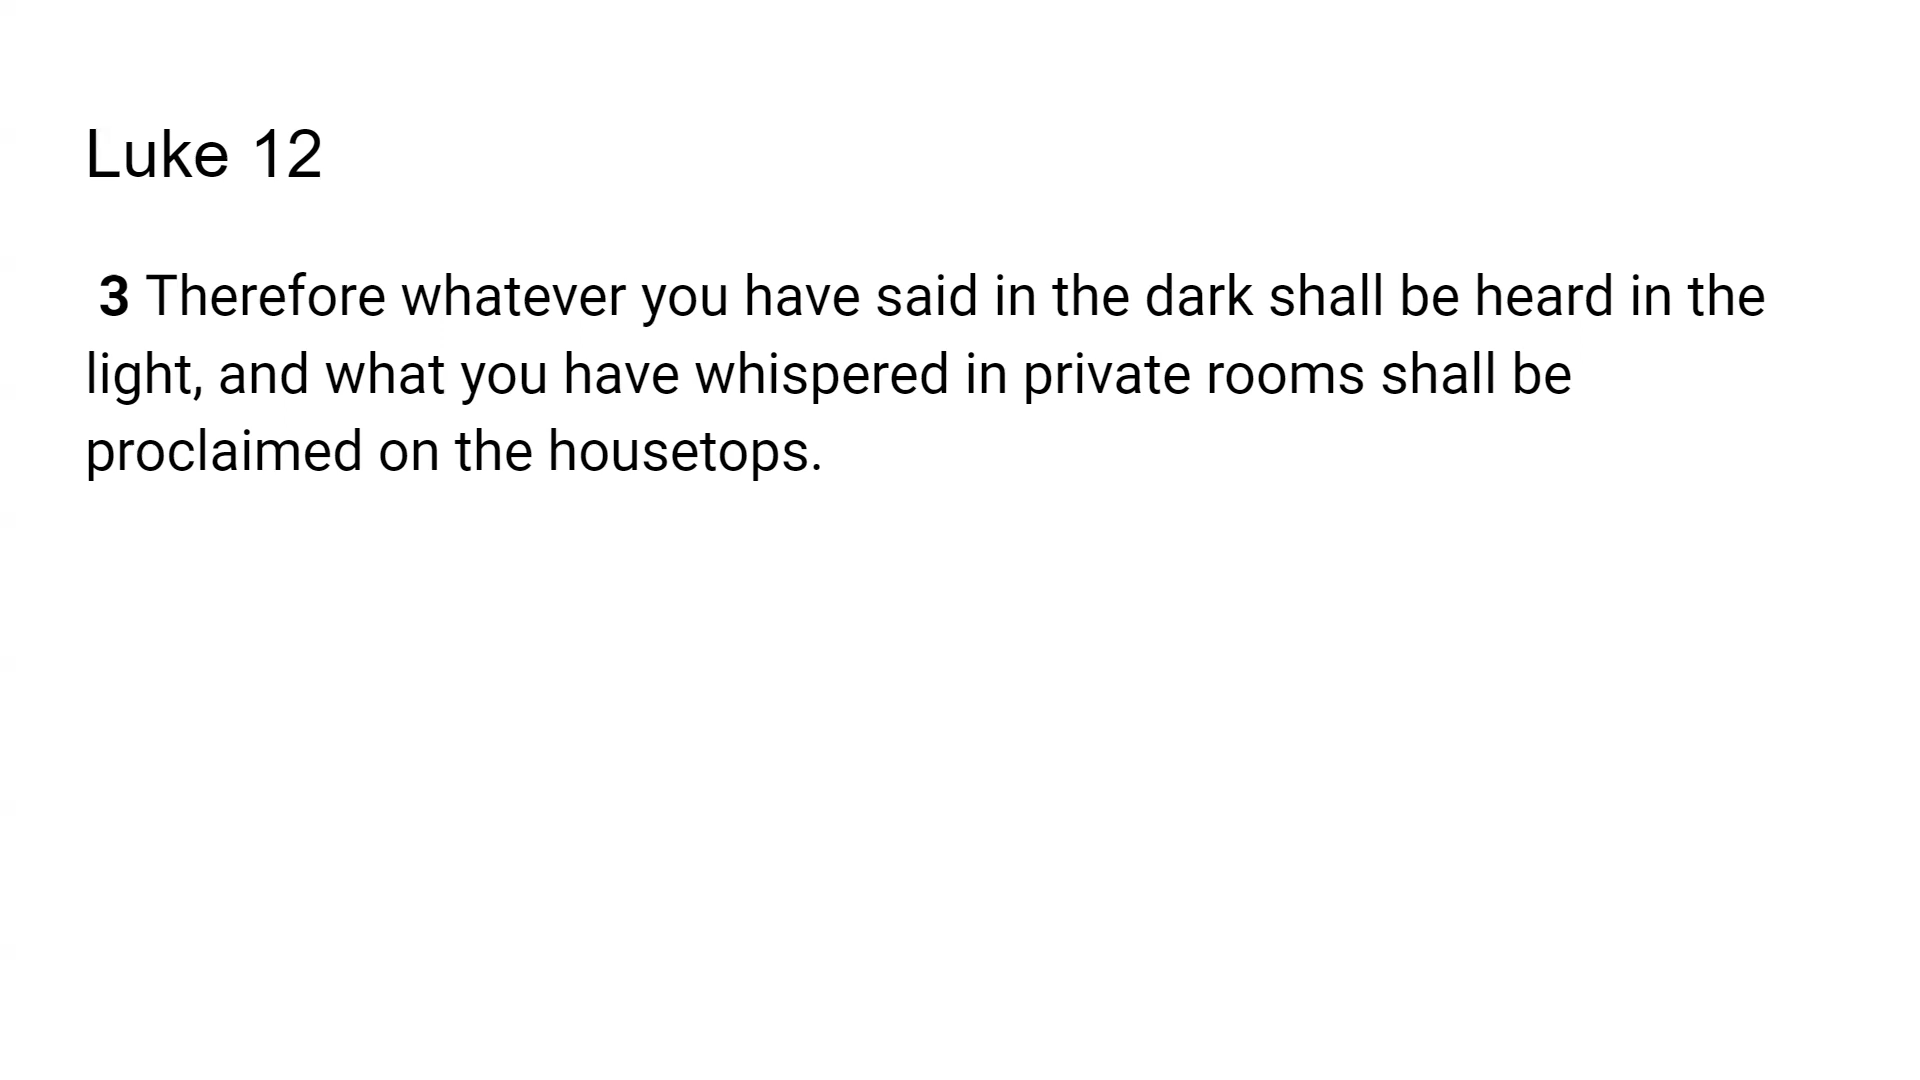 Luke 12
3 Therefore whatever you have said in the dark shall be heard in the
light, and what you have whispered in private rooms shall be
proclaimed on the housetops.